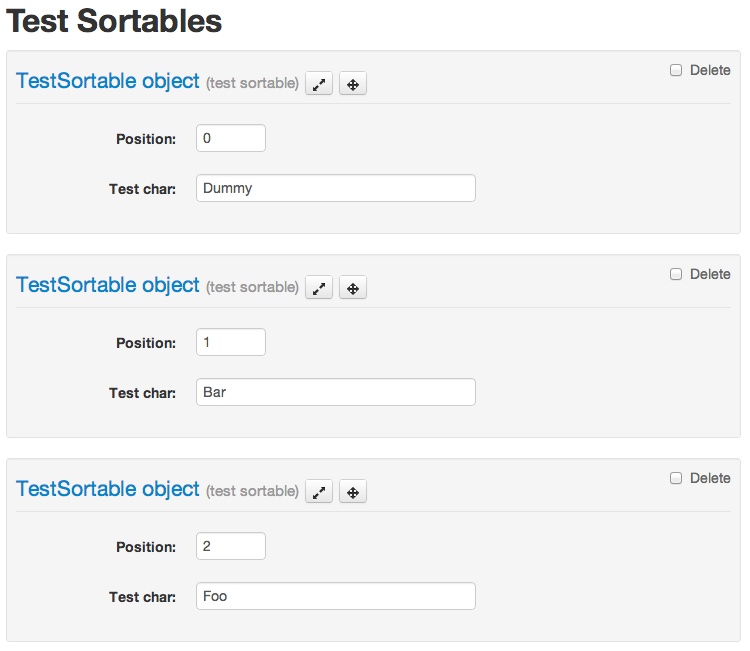 Test Sortables
TestSortable object (test sortable) Delete
Position: 0
Test char: Dummy
TestSortable object (test sortable) Delete
Position: 1
Test char: Bar
TestSortable object (test sortable) Delete
Position: 2
Test char: Foo